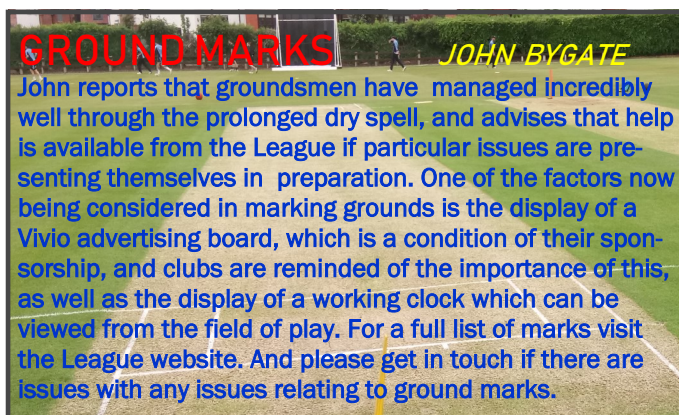 GROUND MARKS JOHN BYGATE
John reports that groundsmen have managed incredibly
well through the prolonged dry spell, and advises that help
is available from the League if particular issues are pre-
senting themselves in preparation. One of the factors now
being considered in marking grounds is the display of a
Vivio advertising board, which is a condition of their spon-
sorship, and clubs are reminded of the importance of this,
as well as the display of a working clock which can be
viewed from the field of play. For a full list of marks visit
the League website. And please get in touch if there are
issues with any issues relating to ground marks.